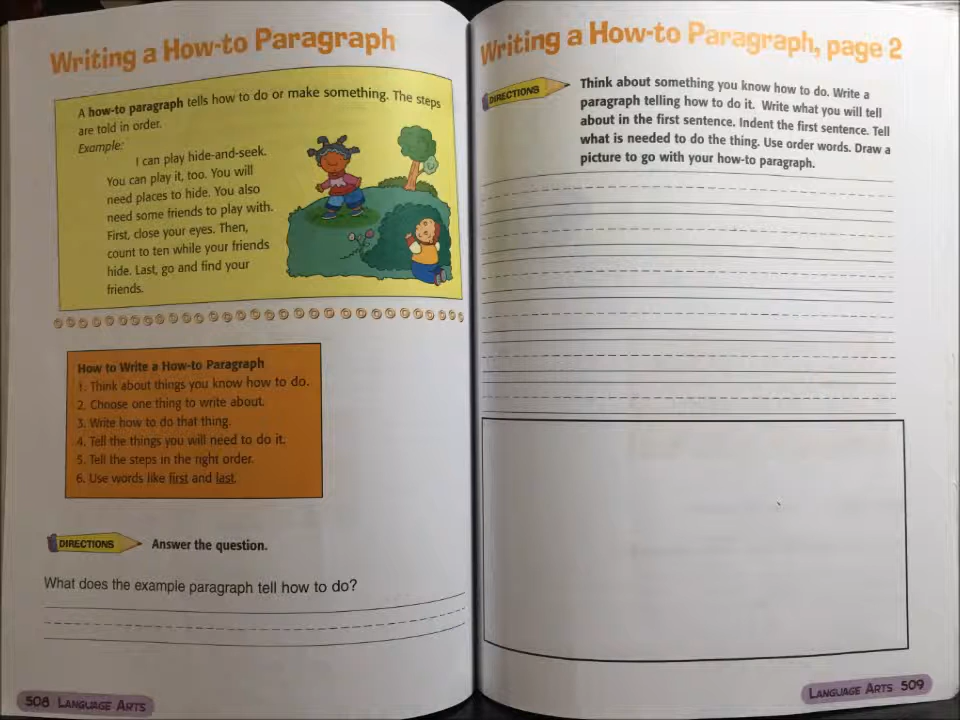 Writing a How-to Paragraph
A how-to paragraph tells how to do or make something. The steps
are told in order.
Example:
I can play hide-and-seek.
You can play it, too. You will
need places to hide. You also
need some friends to play with.
First, close your eyes. Then,
count to ten while your friends
hide. Last, go and find your
friends.
How to Write a How-to Paragraph
1. Think about things you know how to do.
2. Choose one thing to write about.
3. Write how to do that thing.
4. Tell the things you will need to do it.
5. Tell the steps in the right order.
6. Use words like first and last.
DIRECTIONS Answer the question.
What does the example paragraph tell how to do?
508 LANGUAGE ARTS
Writing a How-to Paragraph, page 2
DIRECTIONS
Think about something you know how to do. Write a
paragraph telling how to do it. Write what you will tell
about in the first sentence. Indent the first sentence. Tell
what is needed to do the thing. Use order words. Draw a
picture to go with your how-to paragraph.
LANGUAGE ARTS 509